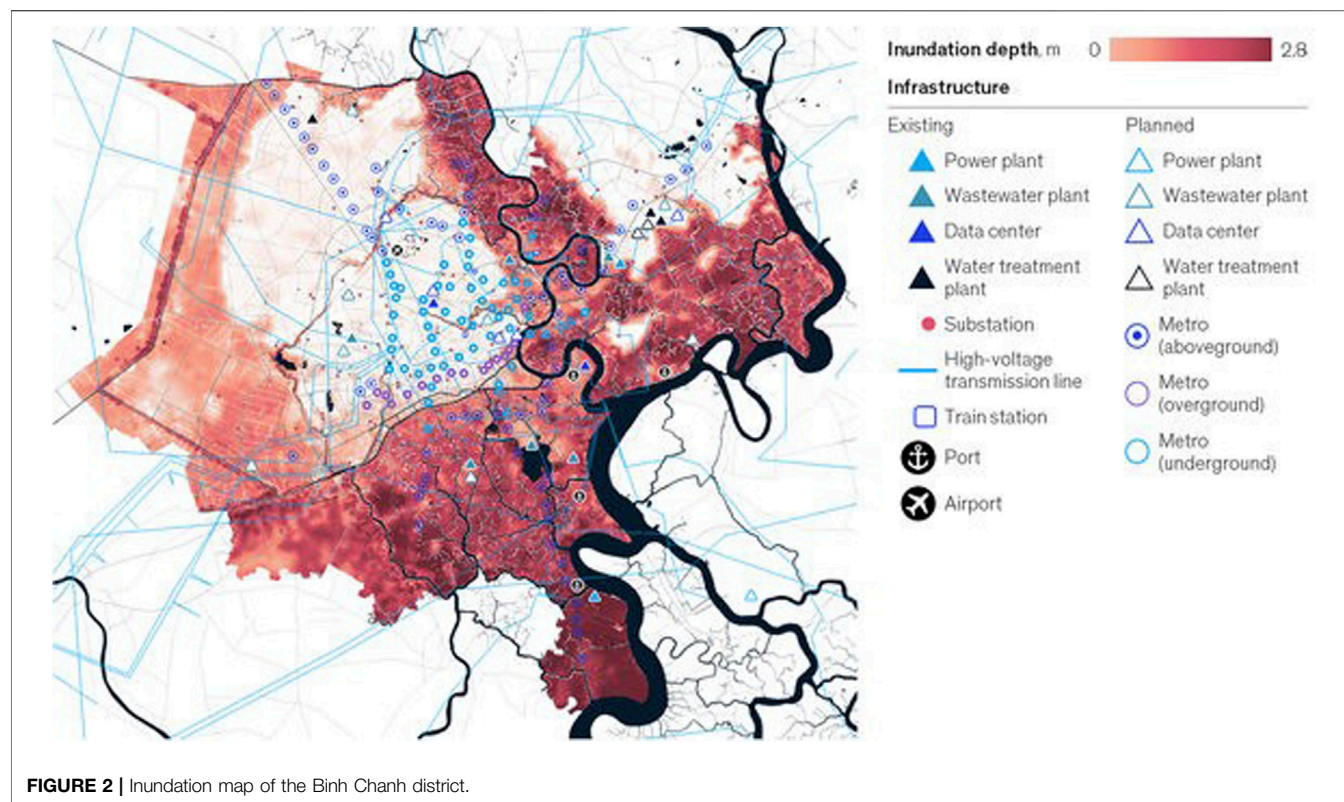 Inundation depth, m 0 2.8
Infrastructure
Existing
Power plant
Wastewater plant
Data center
Water treatment
plant
Substation
High-voltage
transmission line
Train station
Port
Airport
Planned
Power plant
Wastewater plant
Data center
Water treatment
plant
Metro
(aboveground)
Metro
(overground)
Metro
(underground)
FIGURE 2 | Inundation map of the Binh Chanh district.